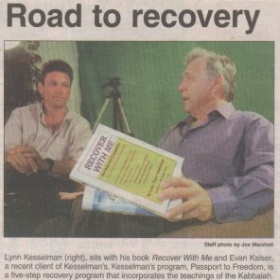 Road to recovery
RECOVER
WITH ME
Staff photo by Joe Marshall
Lynn Kesselman (right), sits with his book Recover With Me and Evan Kaiser,
a recent client of Kesselman's. Kesselman's program, Passport to Freedom,
a five-step recovery program that incorporates the teachings of the Kabbalah.